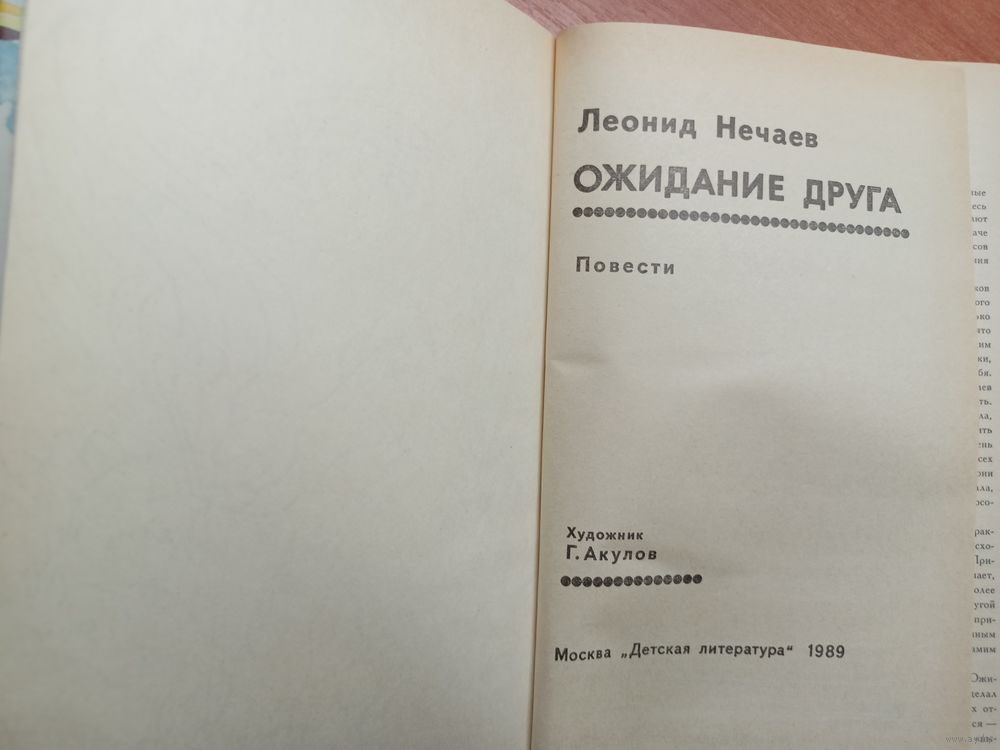 Леонид Нечаев
ОЖИДАНИЕ ДРУГА
Повести
Художник
Г. Акулов
Москва „Детская литература“ 1989